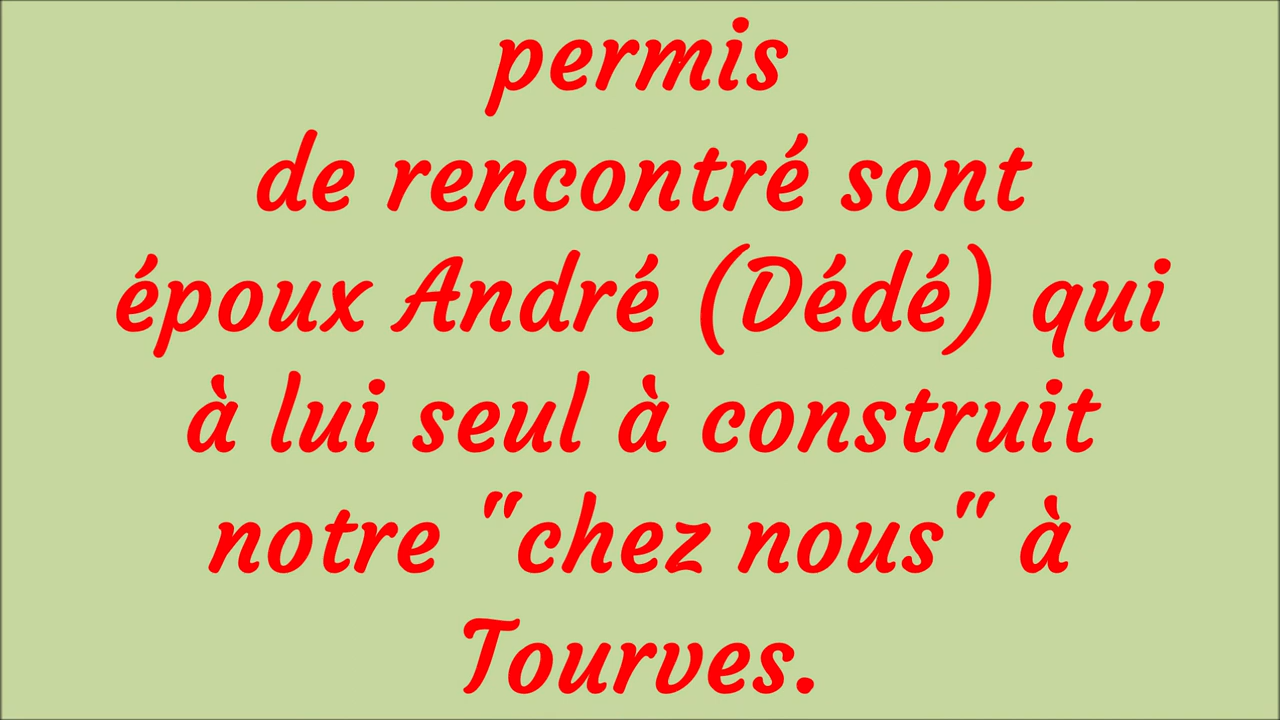 permis
de rencontré sont
époux André (Dédé) qui
à lui seul à construit
notre "chez nous" à
Tourves.